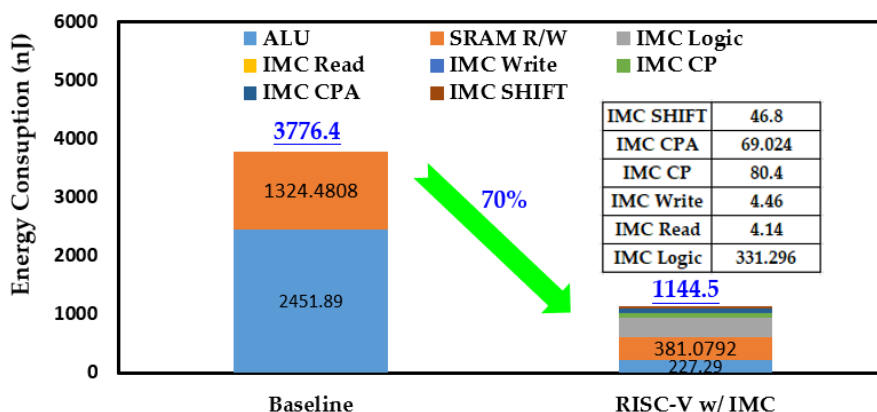 6000
5000
4000
3000
2000
1000
0
Energy Consuption (nJ)
ALU SRAM R/W IMC Logic
IMC Read IMC Write IMC CP
IMC CPA IMC SHIFT
3776.4
1324.4808
2451.89
70%
IMC SHIFT 46.8
IMC CPA 69.024
IMC CP 80.4
IMC Write 4.46
IMC Read 4.14
IMC Logic 331.296
1144.5
381.0792
227.29
Baseline RISC-V w/ IMC